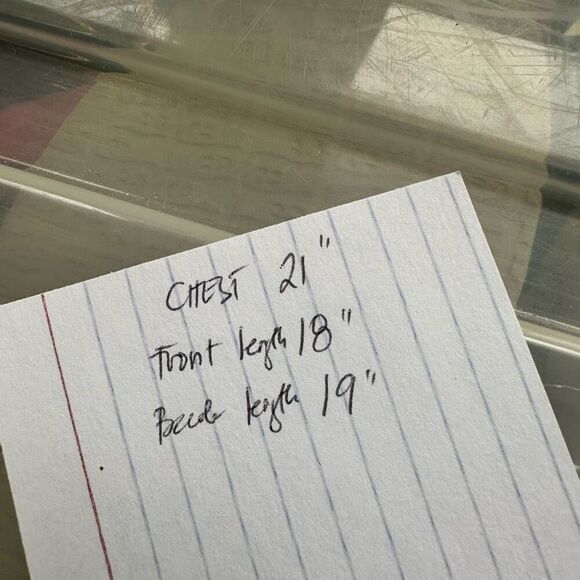 CHEST 21"
Front length 18"
Back length 19"